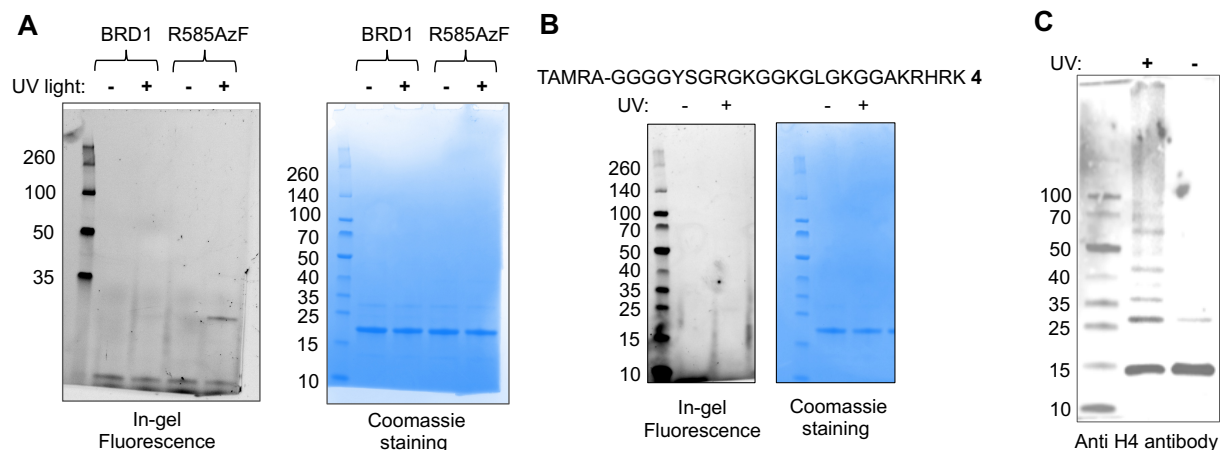 A
BRD1 R585AzF
UV light: - + - +
260
100
50
35
In-gel
Fluorescence
BRD1 R585AzF
- + - +
260
140
100
70
50
40
35
25
15
10
Coomassie
staining
B
TAMRA-GGGGYSGRGKGGKGLGKGGAKRHRK 4
UV: - + - +
260
140
100
70
50
40
35
25
15
10
In-gel
Fluorescence
Coomassie
staining
C
UV: + -
100
70
50
40
35
25
15
10
Anti H4 antibody